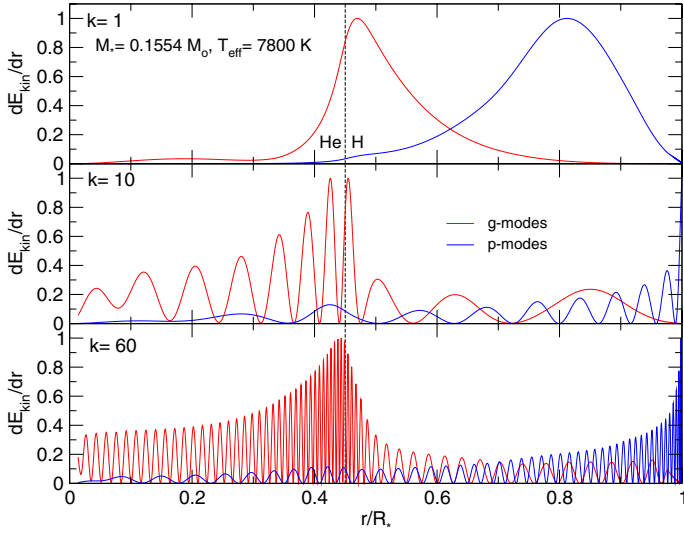 k= 1
M*= 0.1554 Mo, Teff= 7800 K
dEkin/dr
1
0.8
0.6
0.4
0.2
0
He H
k= 10
dEkin/dr
1
0.8
0.6
0.4
0.2
0
g-modes
p-modes
k= 60
dEkin/dr
1
0.8
0.6
0.4
0.2
0
0 0.2 0.4 0.6 0.8 1
r/R*